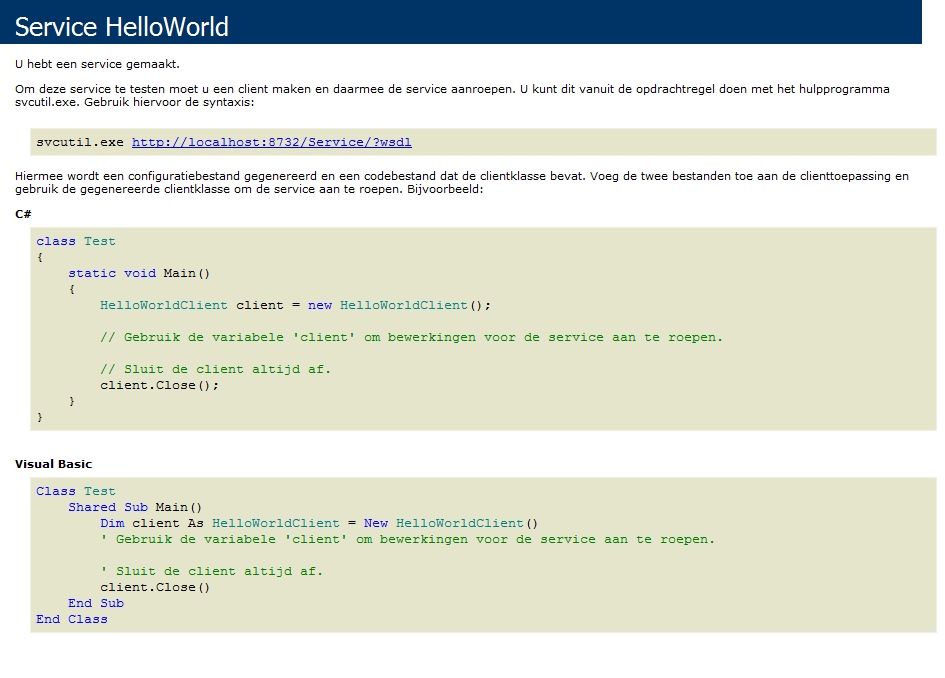 Service HelloWorld
U hebt een service gemaakt.
Om deze service te testen moet u een client maken en daarmee de service aanroepen. U kunt dit vanuit de opdrachtregel doen met het hulpprogramma
svcutil.exe. Gebruik hiervoor de syntaxis:
svcutil.exe http://localhost:8732/Service/?wsdl
Hiermee wordt een configuratiebestand gegenereerd en een codebestand dat de clientklasse bevat. Voeg de twee bestanden toe aan de clienttoepassing en
gebruik de gegenereerde clientklasse om de service aan te roepen. Bijvoorbeeld:
C#
class Test
{
    static void Main()
    {
        HelloWorldClient client = new HelloWorldClient();
        // Gebruik de variabele 'client' om bewerkingen voor de service aan te roepen.
        // Sluit de client altijd af.
        client.Close();
    }
}
Visual Basic
Class Test
    Shared Sub Main()
        Dim client As HelloWorldClient = New HelloWorldClient()
        ' Gebruik de variabele 'client' om bewerkingen voor de service aan te roepen.
        ' Sluit de client altijd af.
        client.Close()
    End Sub
End Class